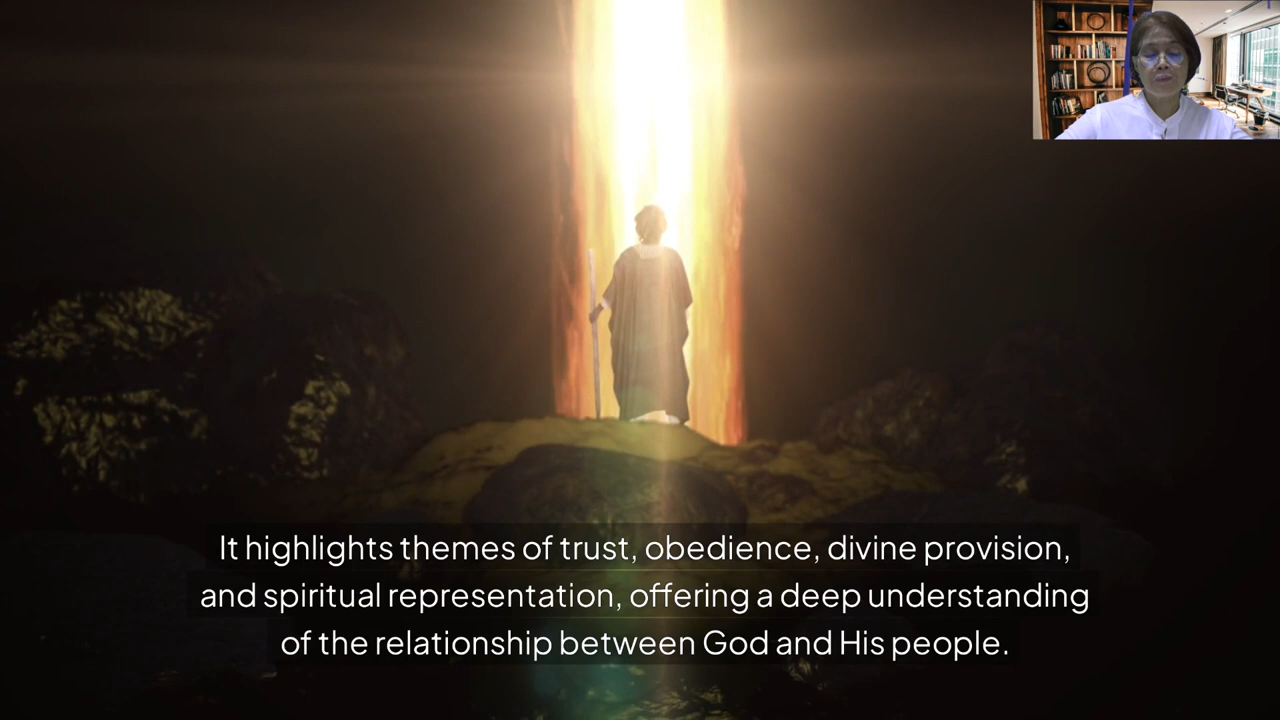 It highlights themes of trust, obedience, divine provision,
and spiritual representation, offering a deep understanding
of the relationship between God and His people.